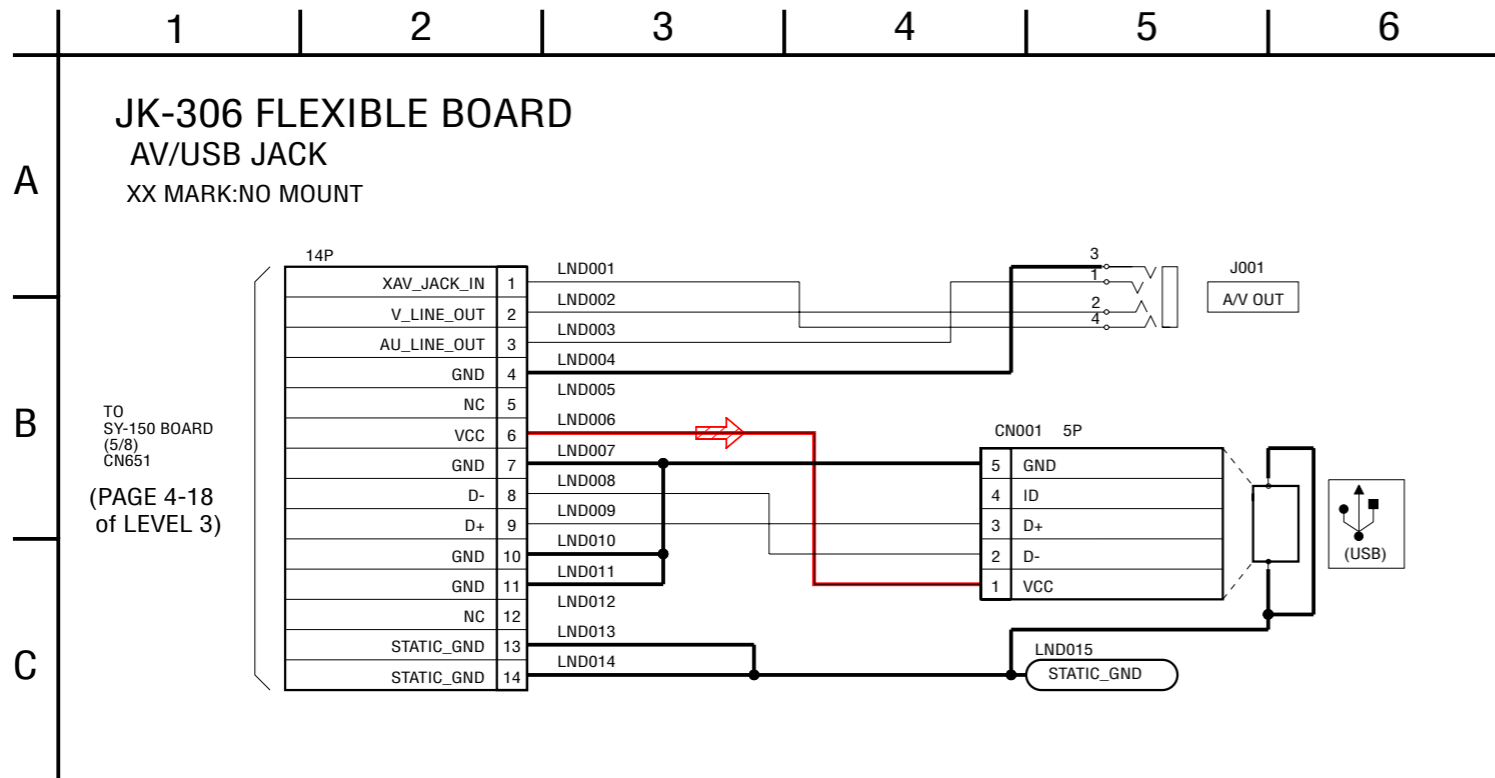 1 2 3 4 5 6
JK-306 FLEXIBLE BOARD
AV/USB JACK
XX MARK:NO MOUNT
A
B
C
TO
SY-150 BOARD
(5/8)
CN651
(PAGE 4-18
of LEVEL 3)
14P
XAV_JACK_IN 1 LND001
V_LINE_OUT 2 LND002
AU_LINE_OUT 3 LND003
GND 4 LND004
NC 5 LND005
VCC 6 LND006
GND 7 LND007
D- 8 LND008
D+ 9 LND009
GND 10 LND010
GND 11 LND011
NC 12 LND012
STATIC_GND 13 LND013
STATIC_GND 14 LND014
3
1
2
4
J001
A/V OUT
CN001 5P
5 GND
4 ID
3 D+
2 D-
1 VCC
(USB)
LND015
STATIC_GND